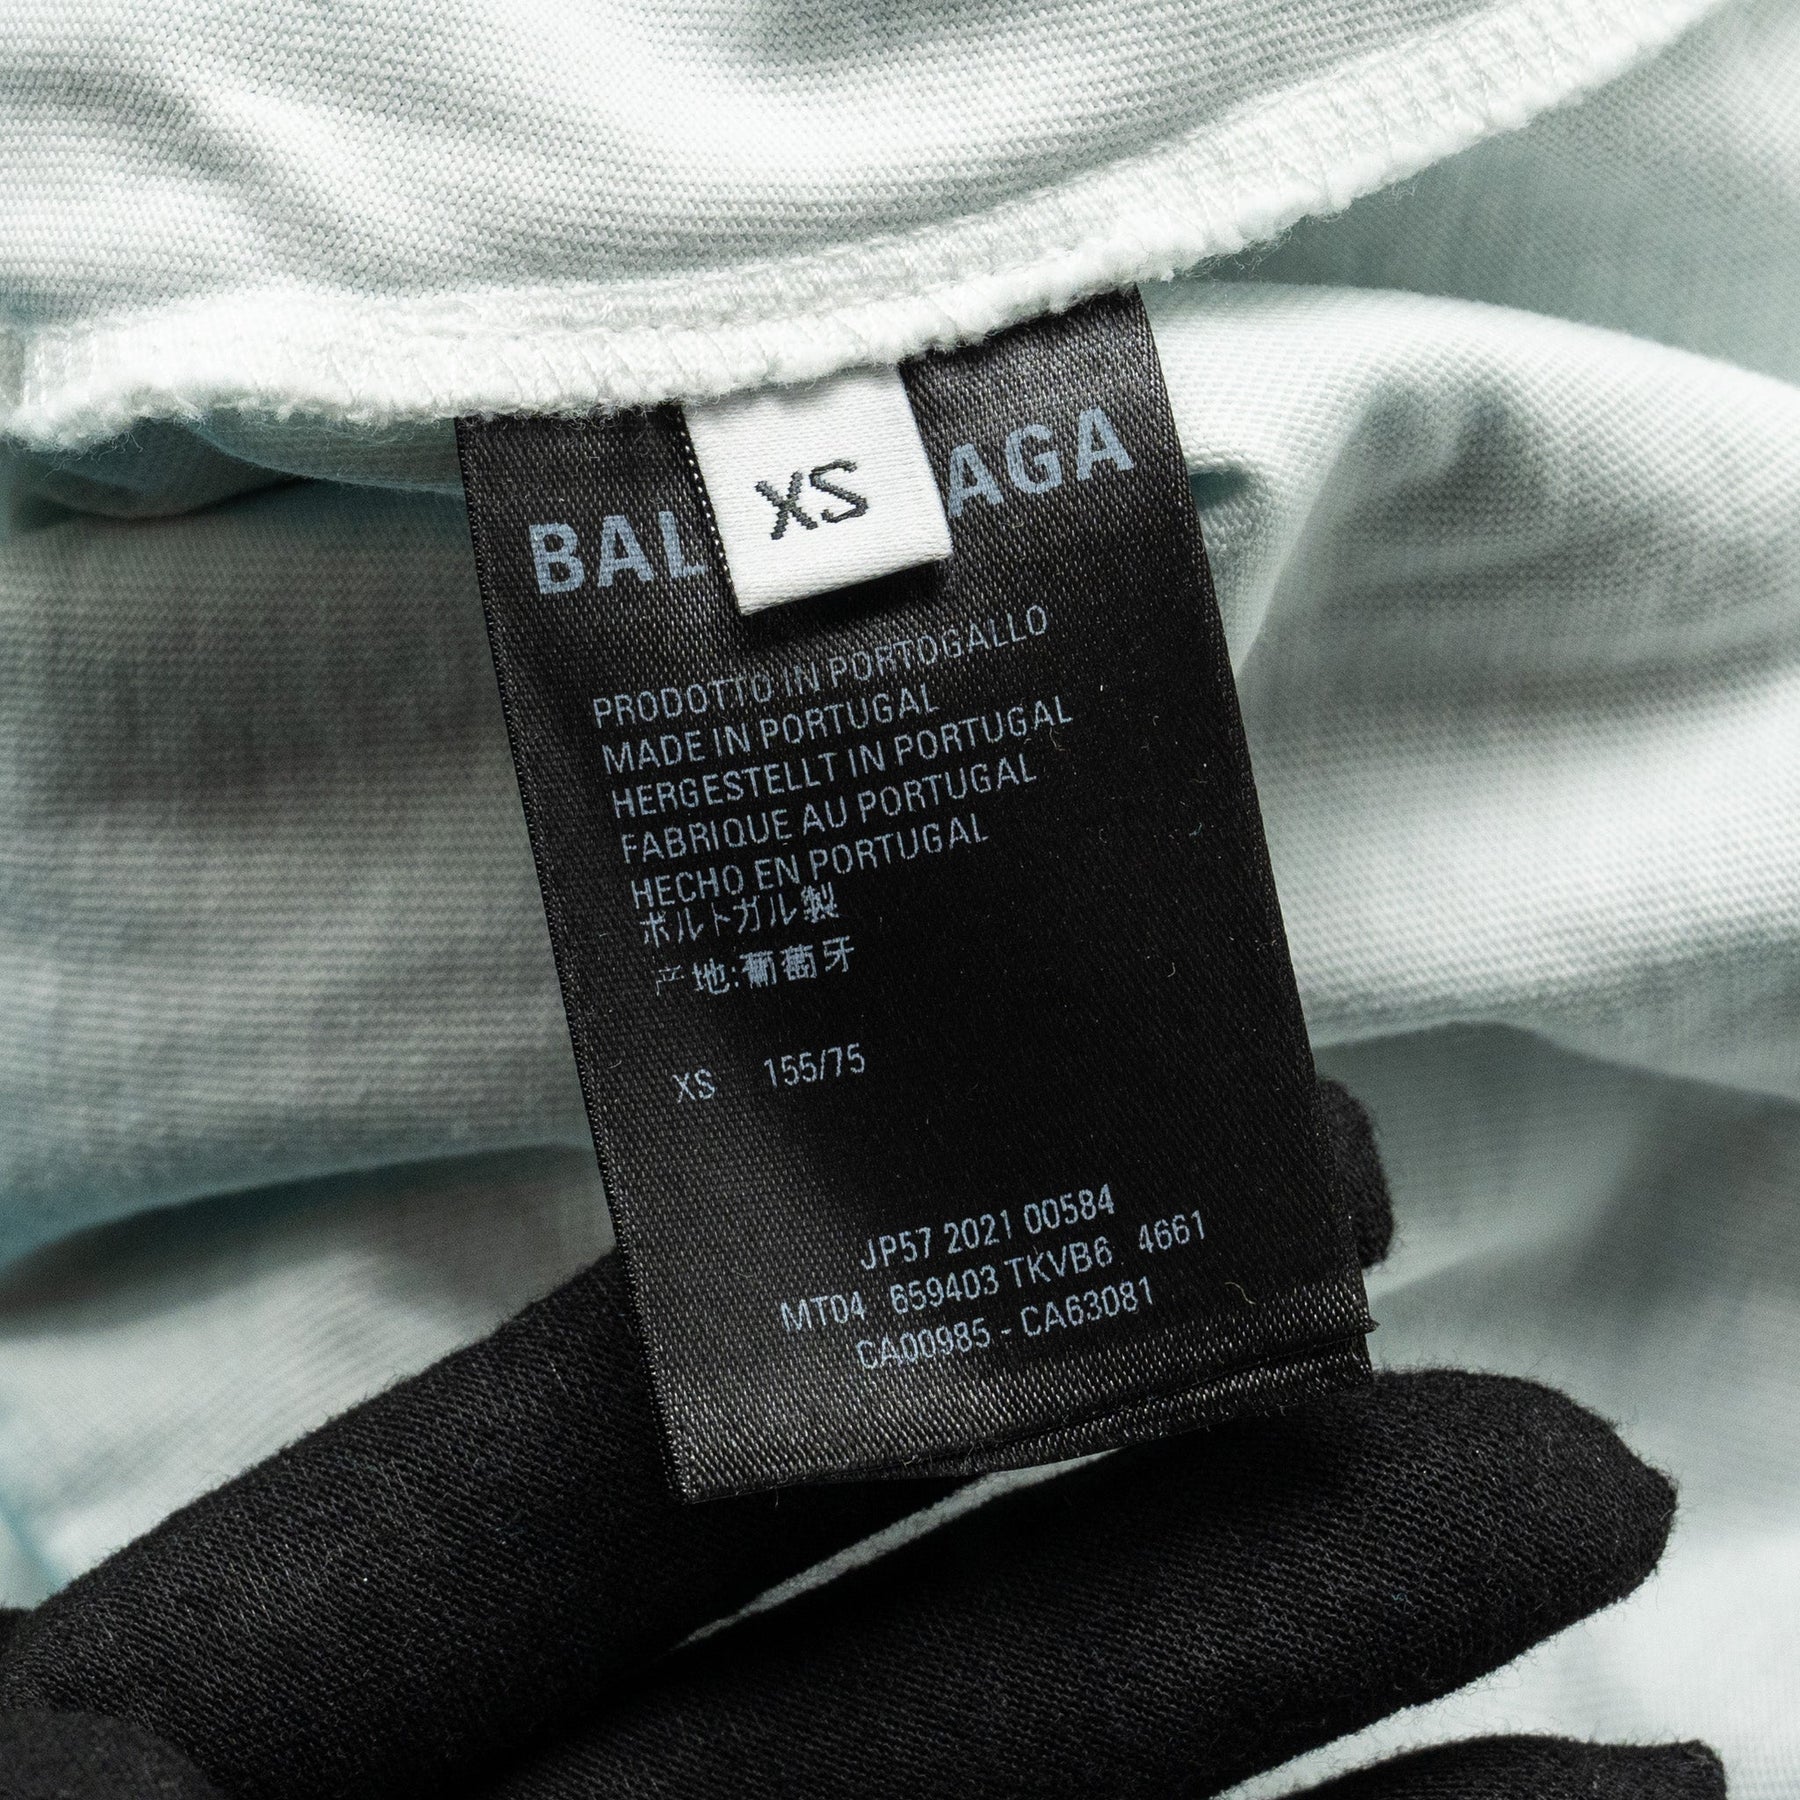 XS
BAL AGA
PRODOTTO IN PORTOGALLO
MADE IN PORTUGAL
HERGESTELLT IN PORTUGAL
FABRIQUE AU PORTUGAL
HECHO EN PORTUGAL
ポルトガル製
产地:葡萄牙
XS 155/75
JP57 2021 00584
MT04 659403 TKVB6 4661
CA00985 - CA63081